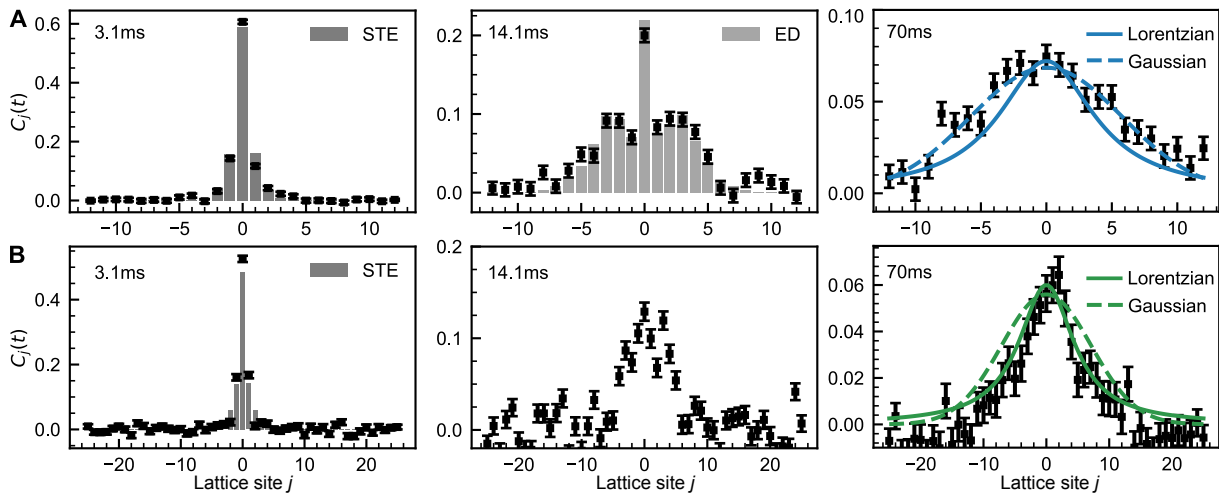 A
3.1ms
STE
14.1ms
ED
70ms
Lorentzian
Gaussian
C_j(t)
0.6
0.4
0.2
0.0
0.2
0.1
0.0
0.10
0.05
0.00
−10 −5 0 5 10
−10 −5 0 5 10
−10 −5 0 5 10
B
3.1ms
STE
14.1ms
70ms
Lorentzian
Gaussian
C_j(t)
0.4
0.2
0.0
0.2
0.1
0.0
0.06
0.04
0.02
0.00
−20 −10 0 10 20
−20 −10 0 10 20
−20 −10 0 10 20
Lattice site j
Lattice site j
Lattice site j